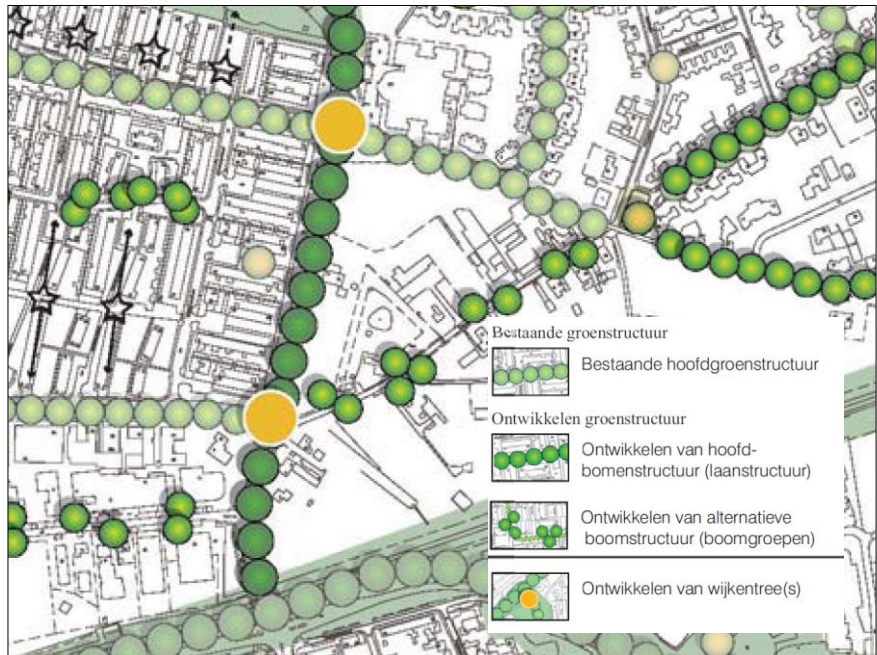 Bestaande groenstructuur
Bestaande hoofdgroenstructuur
Ontwikkelen groenstructuur
Ontwikkelen van hoofd-
bomenstructuur (laanstructuur)
Ontwikkelen van alternatieve
boomstructuur (boomgroepen)
Ontwikkelen van wijkentree(s)